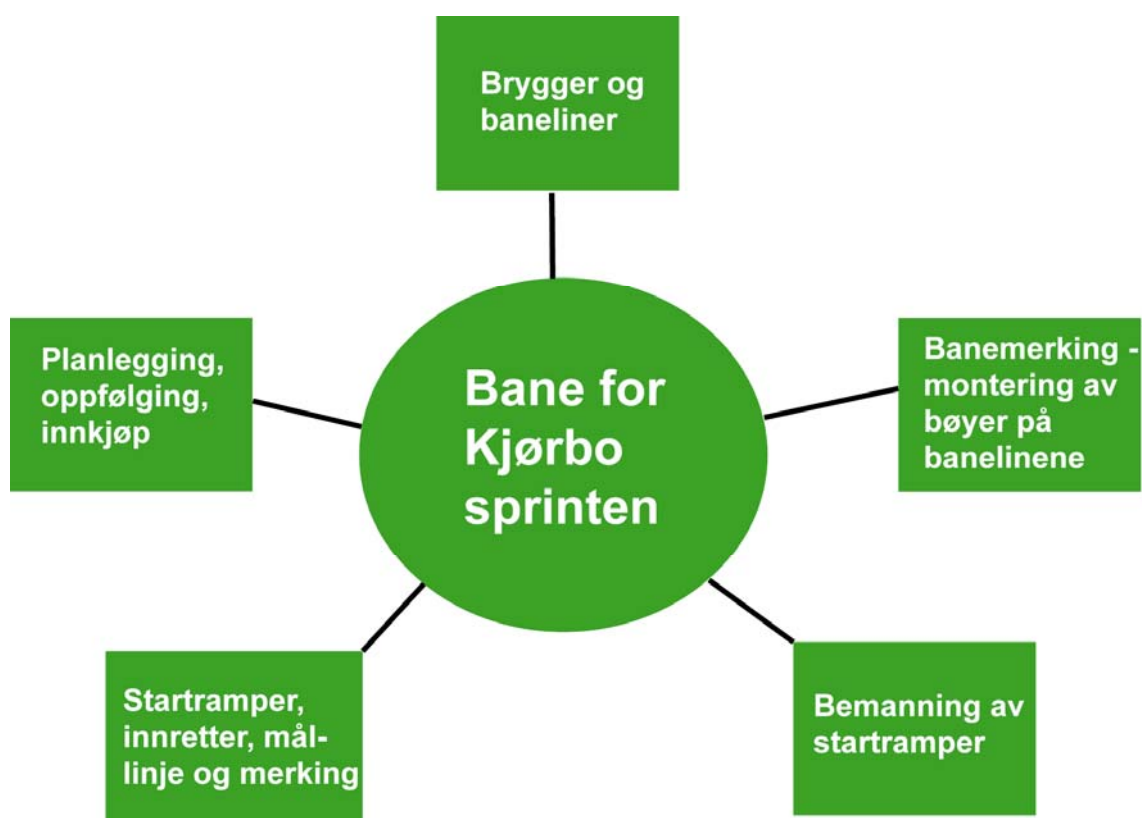 Brygger og
baneliner
Planlegging,
oppfølging,
innkjøp
Bane for
Kjørbo
sprinten
Banemerking -
montering av
bøyer på
banelinene
Startramper,
innretter, mål-
linje og merking
Bemanning av
startramper